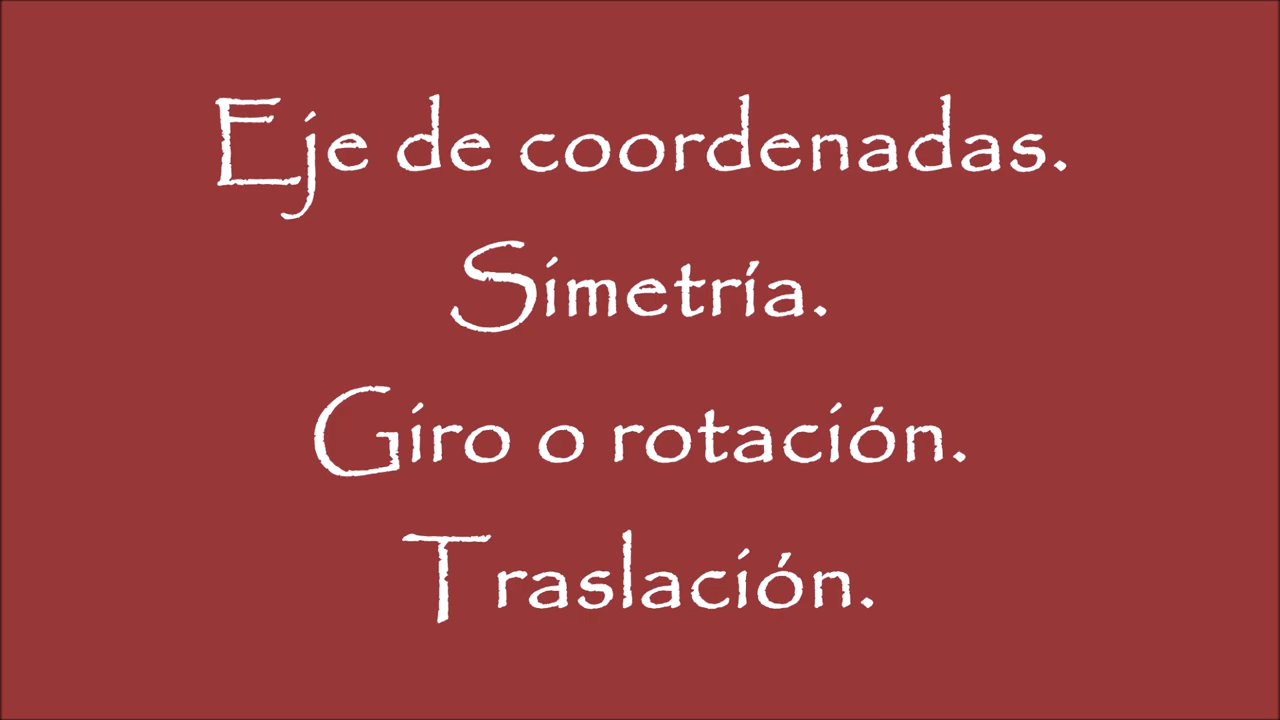 Eje de coordenadas.
Simetría.
Giro o rotación.
Traslación.